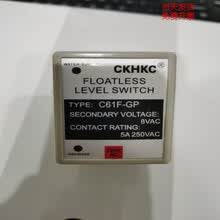 CKHKC®
FLOATLESS
LEVEL SWITCH
TYPE: C61F-GP
SECONDARY VOLTAGE:
8VAC
CONTACT RATING:
5A 250VAC